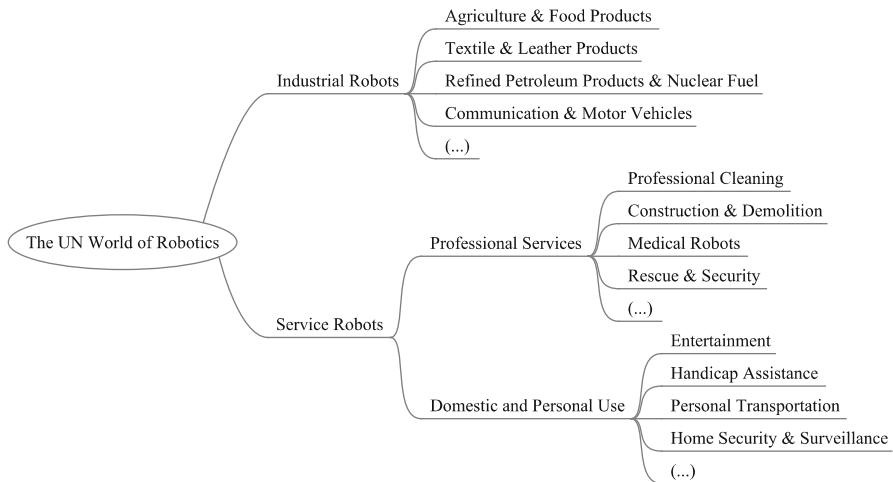 The UN World of Robotics
Industrial Robots
Agriculture & Food Products
Textile & Leather Products
Refined Petroleum Products & Nuclear Fuel
Communication & Motor Vehicles
(...)
Service Robots
Professional Services
Professional Cleaning
Construction & Demolition
Medical Robots
Rescue & Security
(...)
Domestic and Personal Use
Entertainment
Handicap Assistance
Personal Transportation
Home Security & Surveillance
(...)